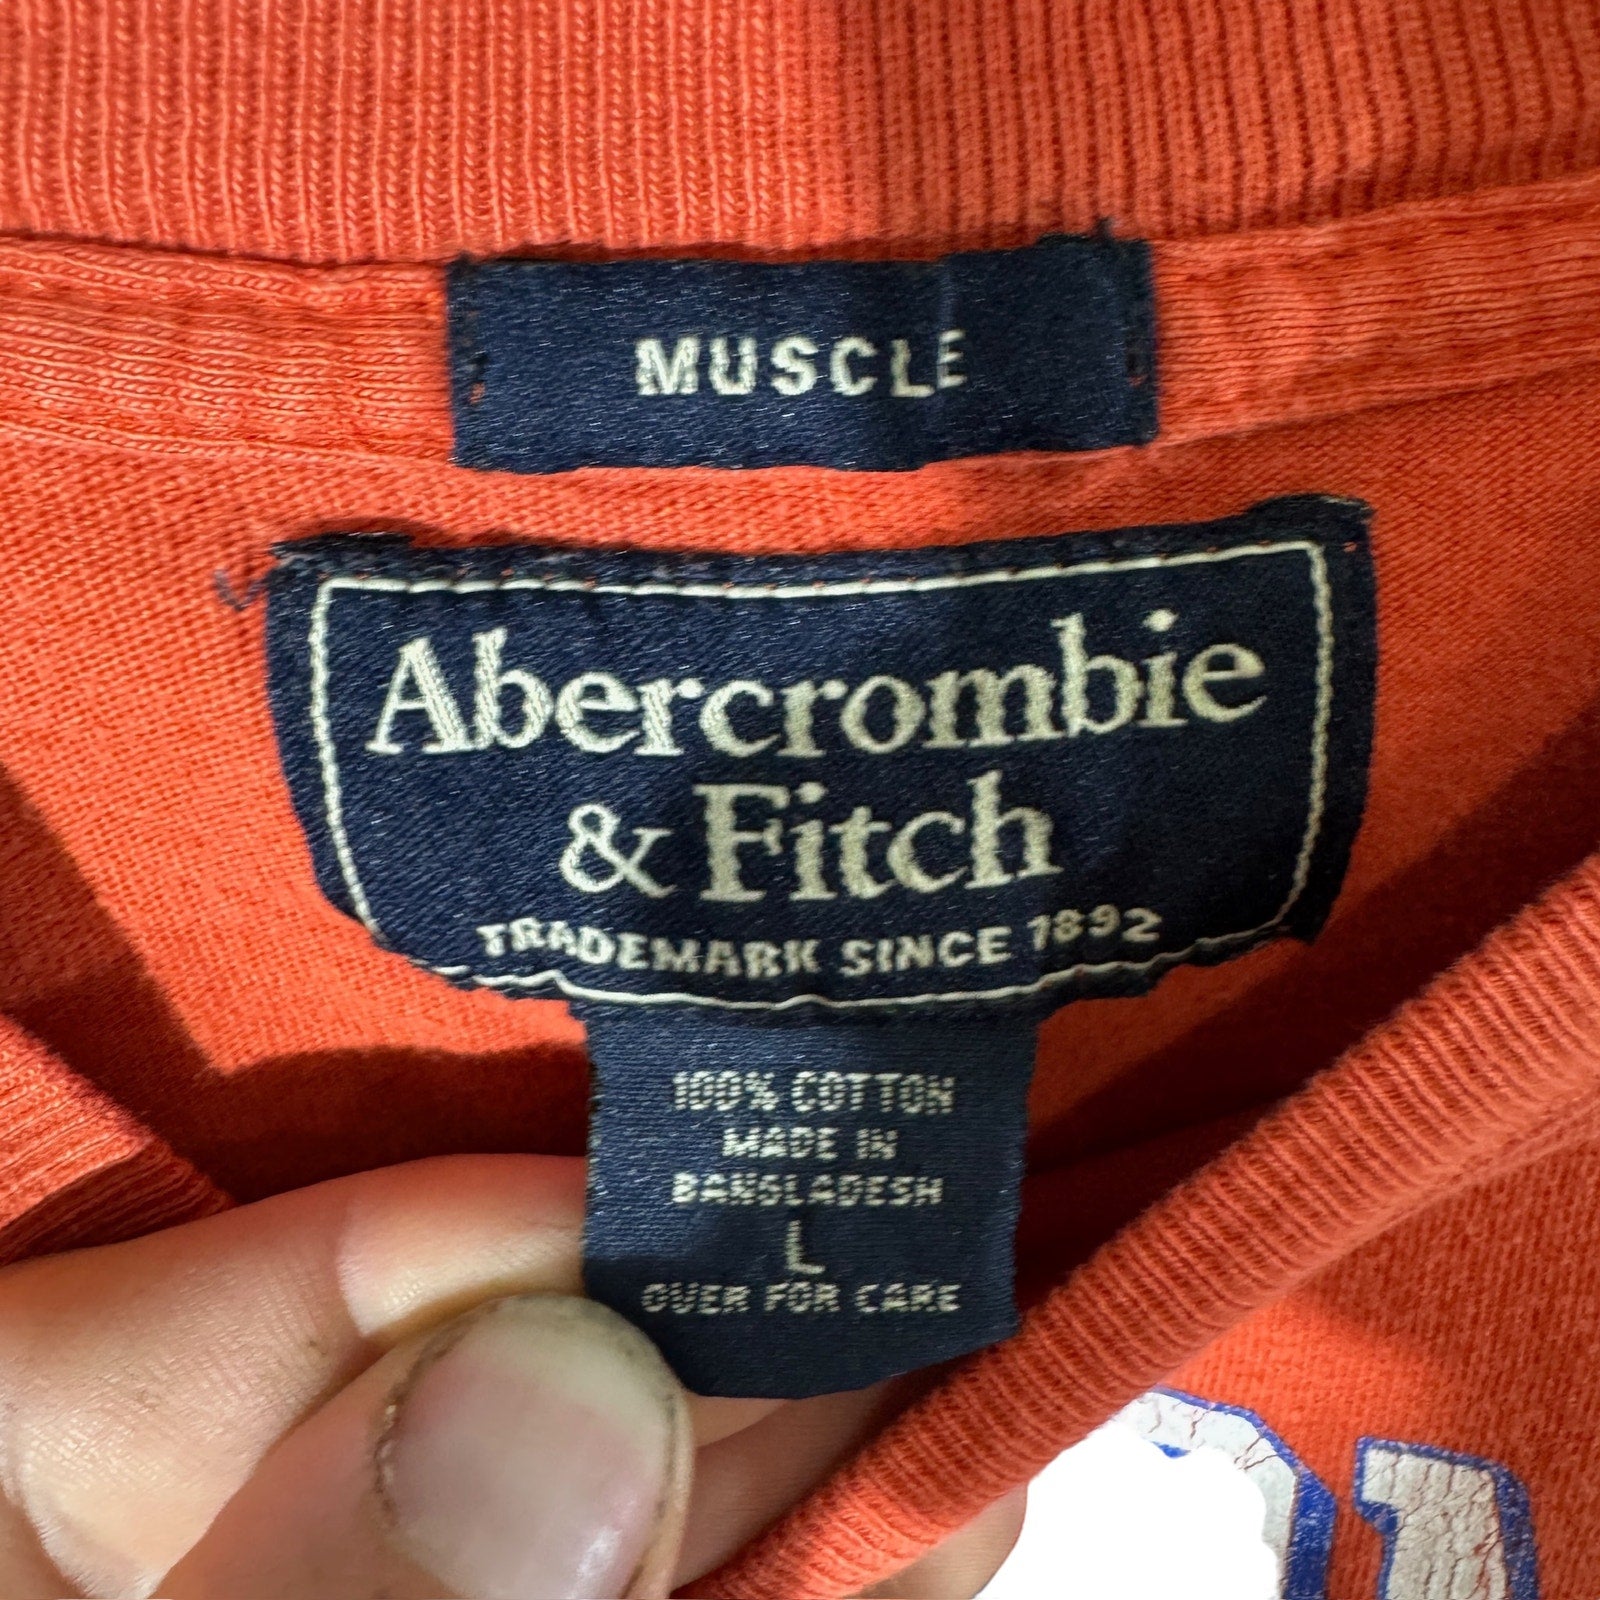 MUSCLE
Abercrombie
& Fitch
TRADEMARK SINCE 1892
100% COTTON
MADE IN
BANGLADESH
L
OVER FOR CARE